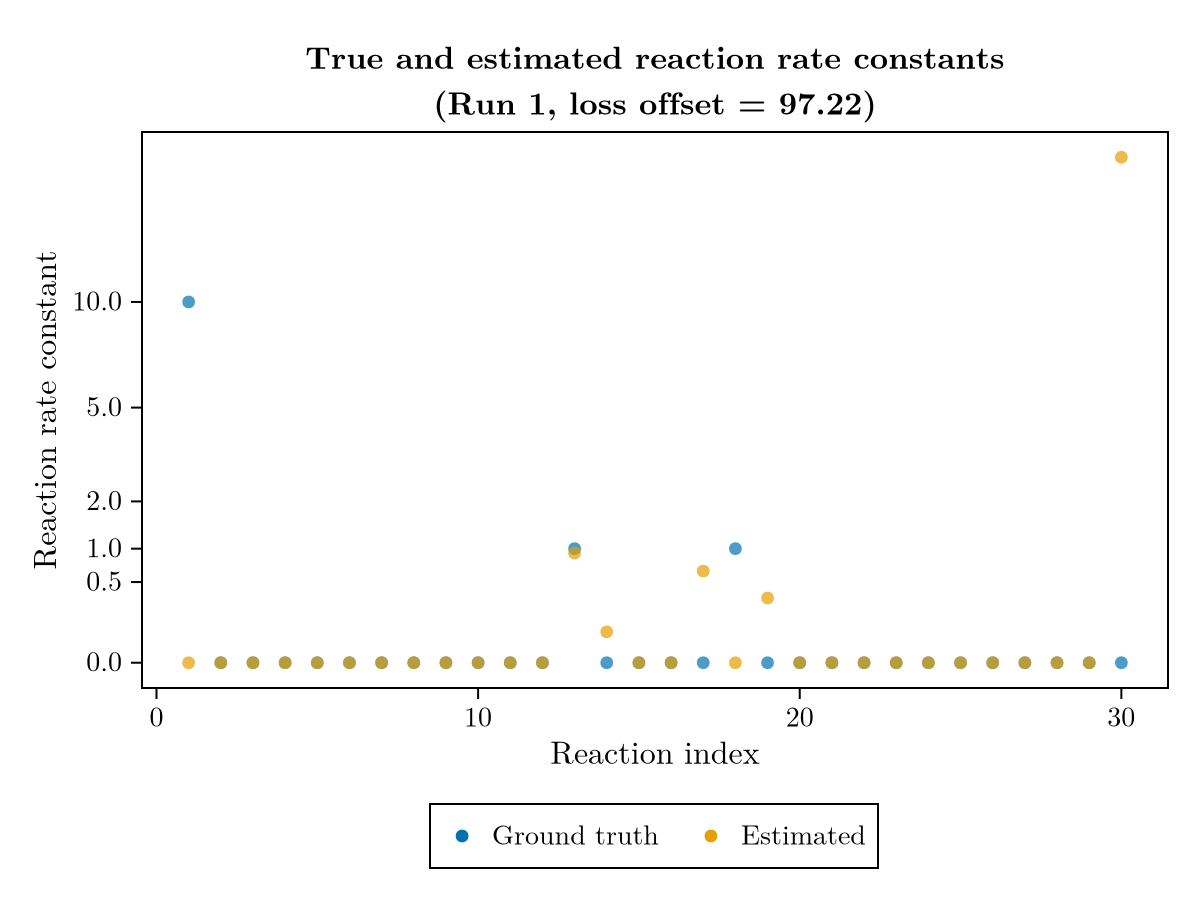 True and estimated reaction rate constants
(Run 1, loss offset = 97.22)
Reaction rate constant
10.0
5.0
2.0
1.0
0.5
0.0
0 10 20 30
Reaction index
Ground truth Estimated